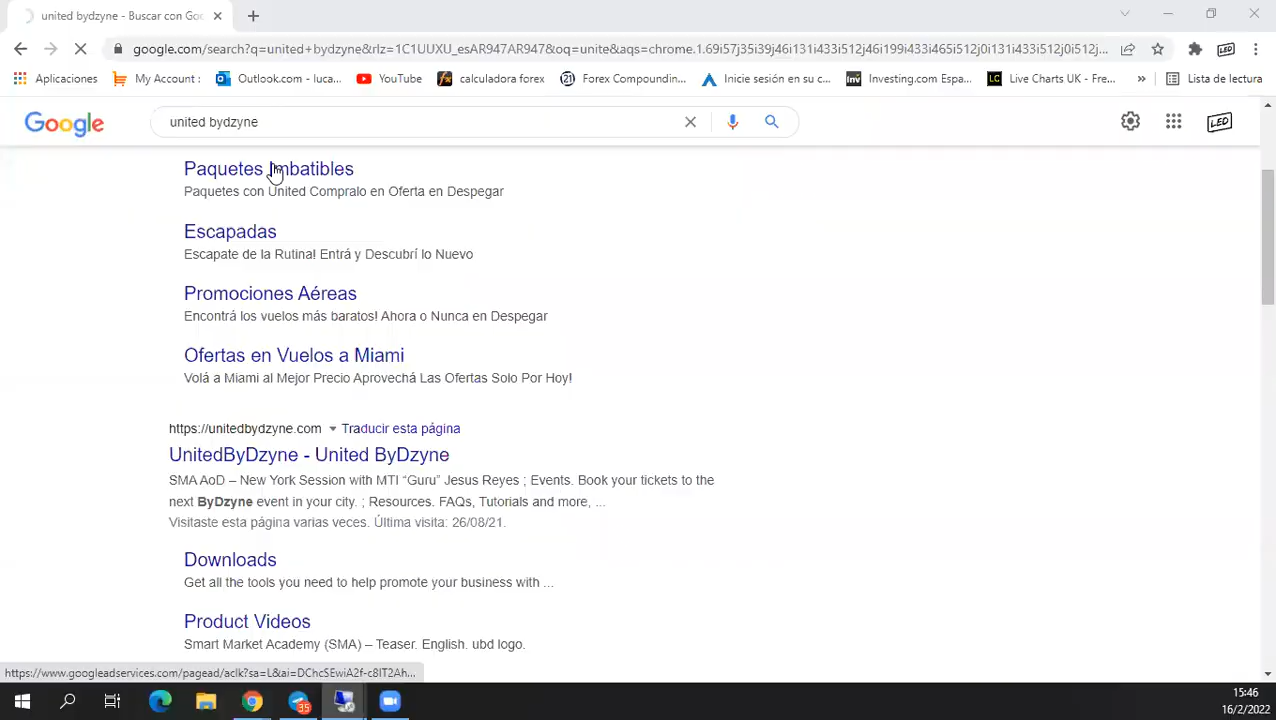 united bydzyne - Buscar con Goo
google.com/search?q=united+bydzyne&rlz=1C1UUXU_esAR947AR947&oq=unite&aqs=chrome.1.69i57j35i39j46i131i433i512j46i199i433i465i512j0i131i433i512j0i512j...
Aplicaciones
My Account :
Outlook.com - luca...
YouTube
calculadora forex
Forex Compoundin...
Inicie sesión en su c...
Investing.com Espa...
Live Charts UK - Fre...
»
Lista de lectura
Google
united bydzyne
LEO
Paquetes Imbatibles
Paquetes con United Compralo en Oferta en Despegar
Escapadas
Escapate de la Rutina! Entrá y Descubrí lo Nuevo
Promociones Aéreas
Encontrá los vuelos más baratos! Ahora o Nunca en Despegar
Ofertas en Vuelos a Miami
Volá a Miami al Mejor Precio Aprovechá Las Ofertas Solo Por Hoy!
https://unitedbydzyne.com Traducir esta página
UnitedByDzyne - United ByDzyne
SMA AoD – New York Session with MTI “Guru” Jesus Reyes ; Events. Book your tickets to the
next ByDzyne event in your city. ; Resources. FAQs, Tutorials and more, ...
Visitaste esta página varias veces. Última visita: 26/08/21.
Downloads
Get all the tools you need to help promote your business with ...
Product Videos
Smart Market Academy (SMA) – Teaser. English. ubd logo.
https://www.googleadservices.com/pagead/aclk?sa=L&ai=DChcSEwiA2f-c8IT2Ah...
35
15:46
16/2/2022